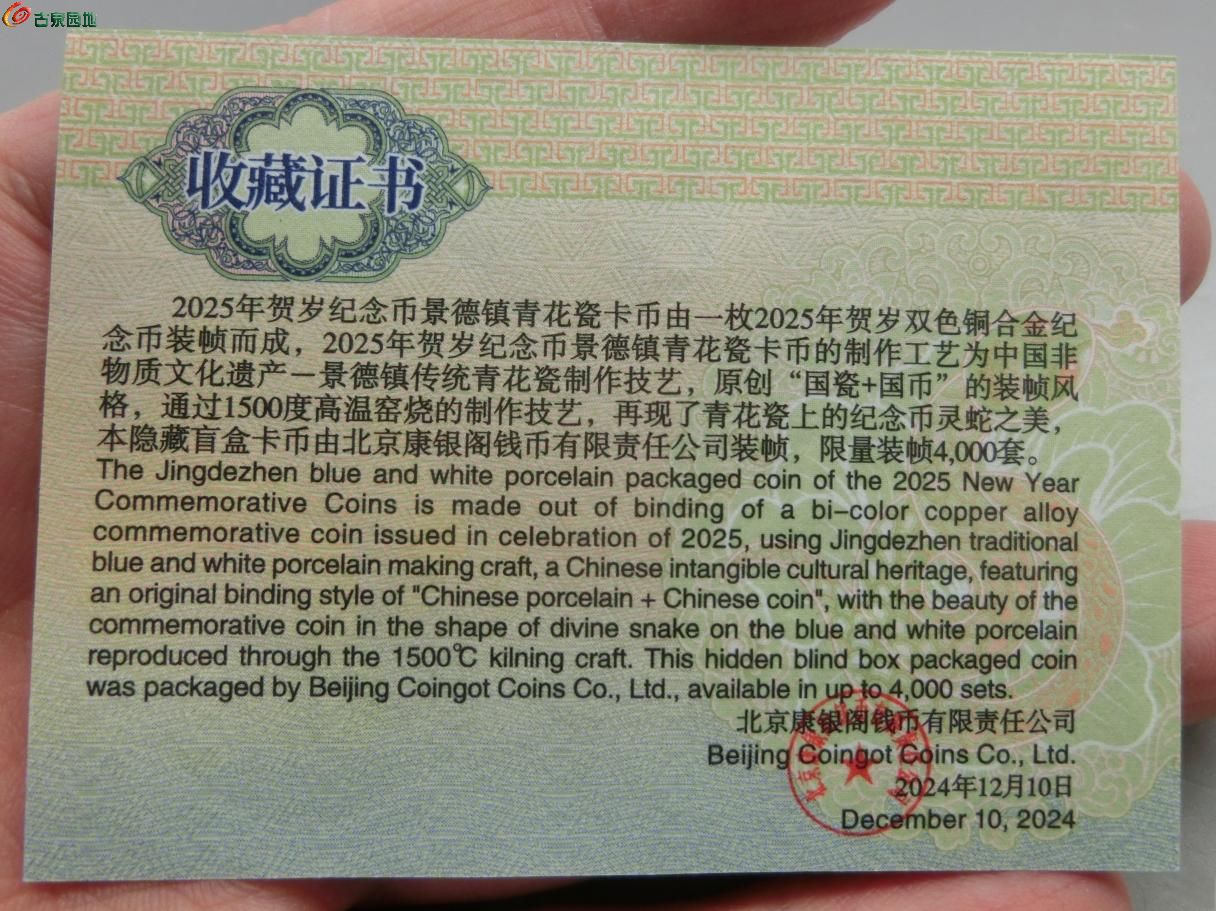 古泉园地
收藏证书
2025年贺岁纪念币景德镇青花瓷卡币由一枚2025年贺岁双色铜合金纪
念币装帧而成，2025年贺岁纪念币景德镇青花瓷卡币的制作工艺为中国非
物质文化遗产－景德镇传统青花瓷制作技艺，原创“国瓷+国币”的装帧风
格，通过1500度高温窑烧的制作技艺，再现了青花瓷上的纪念币灵蛇之美，
本隐藏盲盒卡币由北京康银阁钱币有限责任公司装帧，限量装帧4,000套。
The Jingdezhen blue and white porcelain packaged coin of the 2025 New Year
Commemorative Coins is made out of binding of a bi–color copper alloy
commemorative coin issued in celebration of 2025, using Jingdezhen traditional
blue and white porcelain making craft, a Chinese intangible cultural heritage, featuring
an original binding style of "Chinese porcelain + Chinese coin", with the beauty of the
commemorative coin in the shape of divine snake on the blue and white porcelain
reproduced through the 1500℃ kilning craft. This hidden blind box packaged coin
was packaged by Beijing Coingot Coins Co., Ltd., available in up to 4,000 sets.
北京康银阁钱币有限责任公司
Beijing Coingot Coins Co., Ltd.
2024年12月10日
December 10, 2024